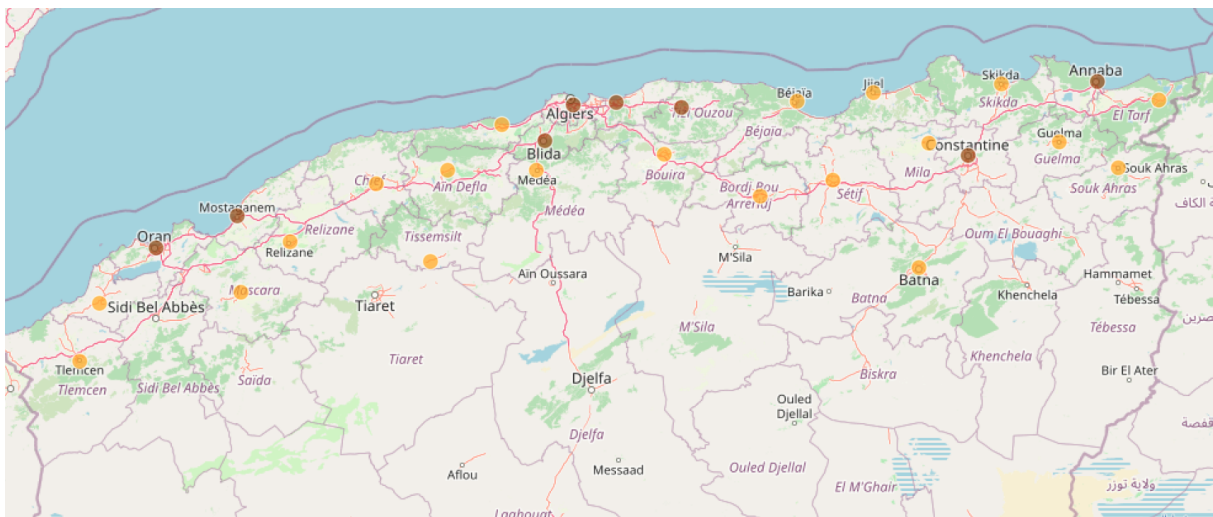 Annaba
Skikda
Jijel
Béjaïa
Algiers
Tizi Ouzou
Skikda
El Tarf
Béjaïa
Guelma
Constantine
Blida
Guelma
Mila
Souk Ahras
Bouira
Médéa
Chlef
Aïn Defla
Bordj Bou
Arreridj
Sétif
Souk Ahras
ة الكاف
Mostaganem
Médéa
Relizane
Oran
Tissemsilt
Oum El Bouaghi
Relizane
M'Sila
Aïn Oussara
Hammamet
Batna
Mascara
Barika
Khenchela
Tébessa
Batna
Sidi Bel Abbès
Tiaret
M'Sila
Tébessa
Tiaret
Khenchela
Tlemcen
Saïda
Biskra
Bir El Ater
Djelfa
Tlemcen
Sidi Bel Abbès
Ouled
Djellal
قفصة
Djelfa
Aflou
Messaad
Ouled Djellal
El M'Ghair
ولاية توزر
Laghouat